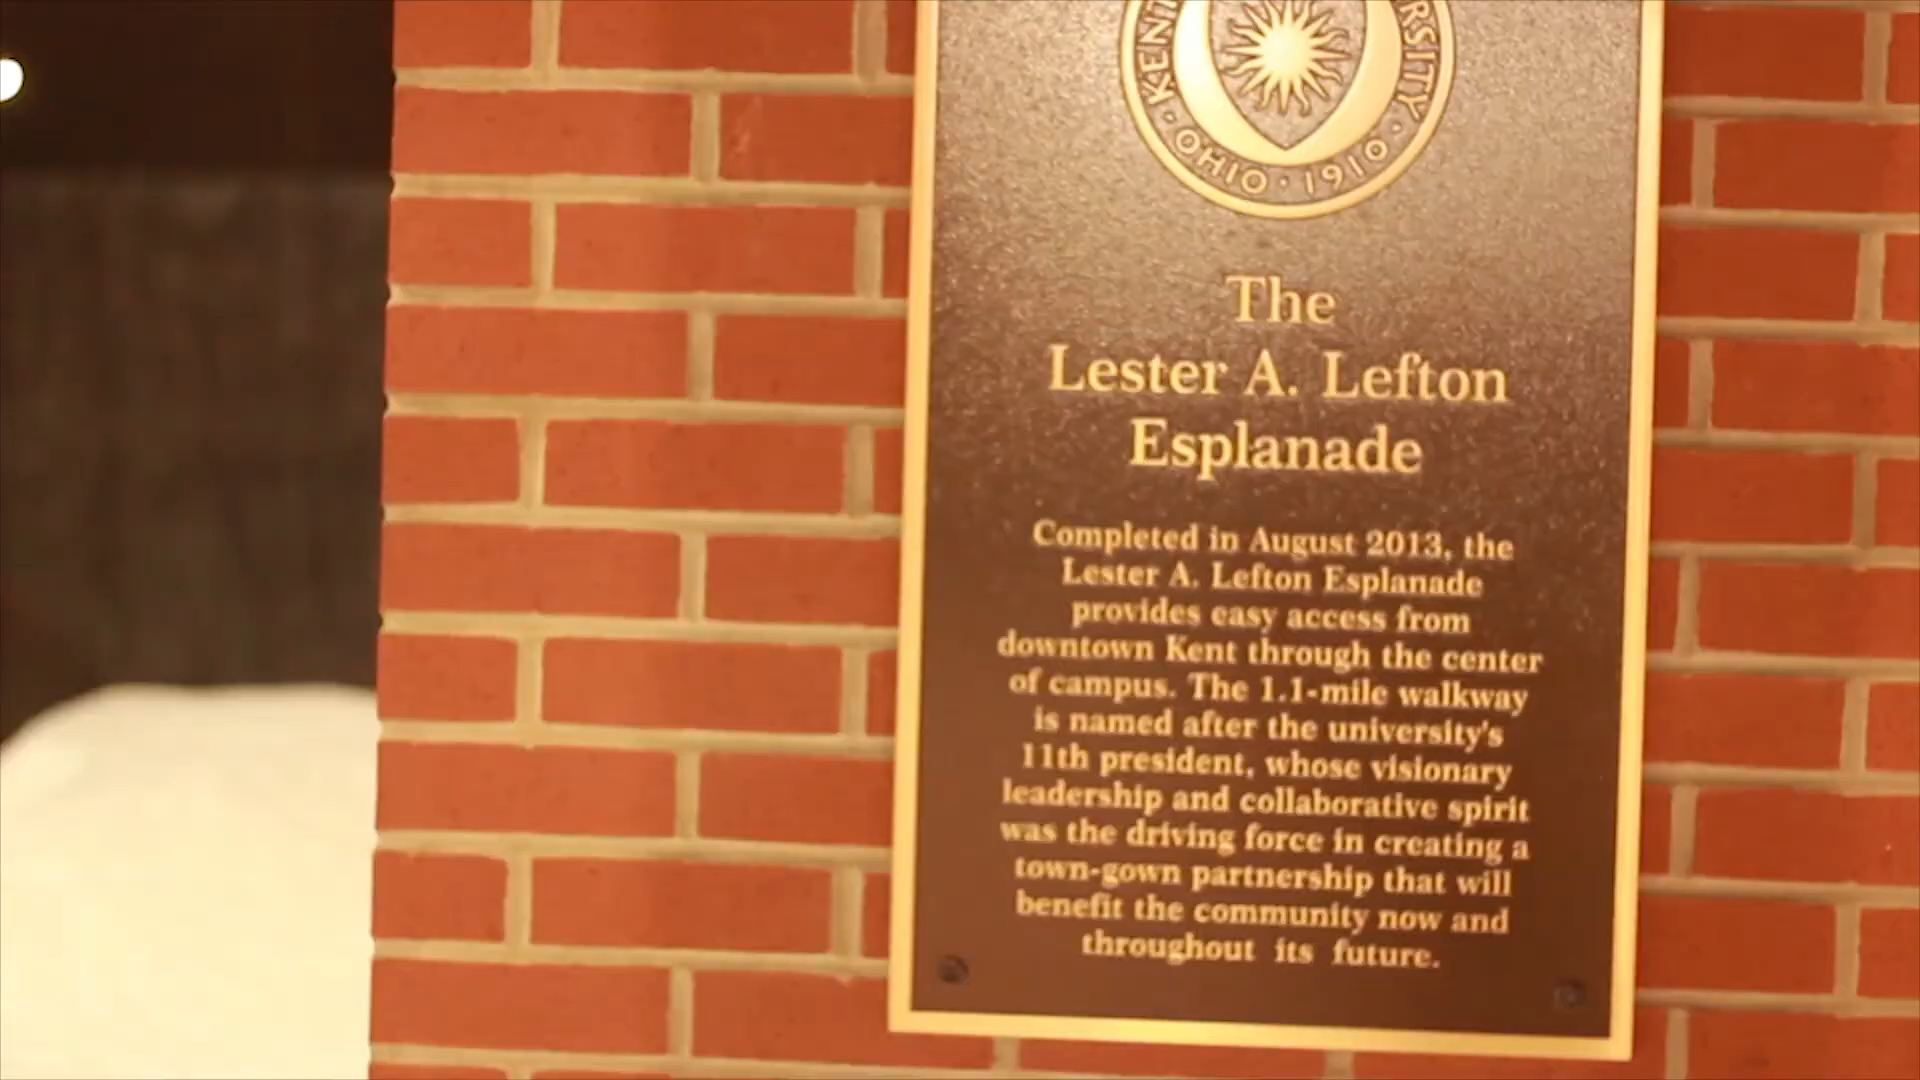 KENT RSITY
OHIO · 1910
The
Lester A. Lefton
Esplanade
Completed in August 2013, the
Lester A. Lefton Esplanade
provides easy access from
downtown Kent through the center
of campus. The 1.1-mile walkway
is named after the university's
11th president, whose visionary
leadership and collaborative spirit
was the driving force in creating a
town-gown partnership that will
benefit the community now and
throughout its future.